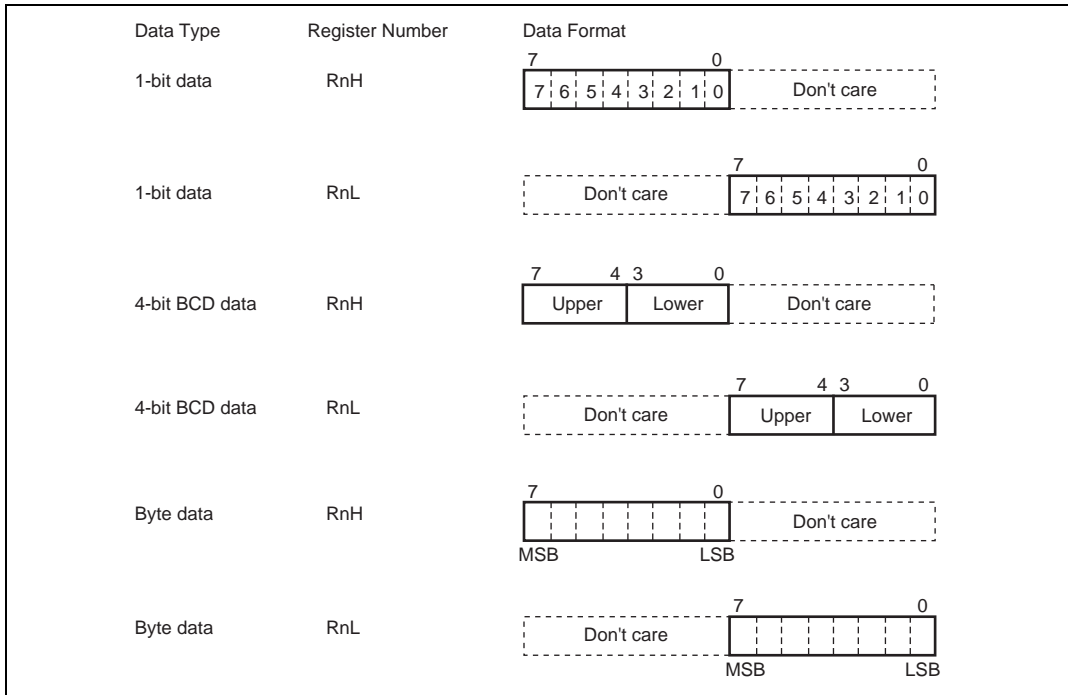 Data Type Register Number Data Format
7 0
1-bit data RnH 7 6 5 4 3 2 1 0 Don't care
7 0
1-bit data RnL Don't care 7 6 5 4 3 2 1 0
7 4 3 0
4-bit BCD data RnH Upper Lower Don't care
7 4 3 0
4-bit BCD data RnL Don't care Upper Lower
7 0
Byte data RnH Don't care
MSB LSB
7 0
Byte data RnL Don't care
MSB LSB